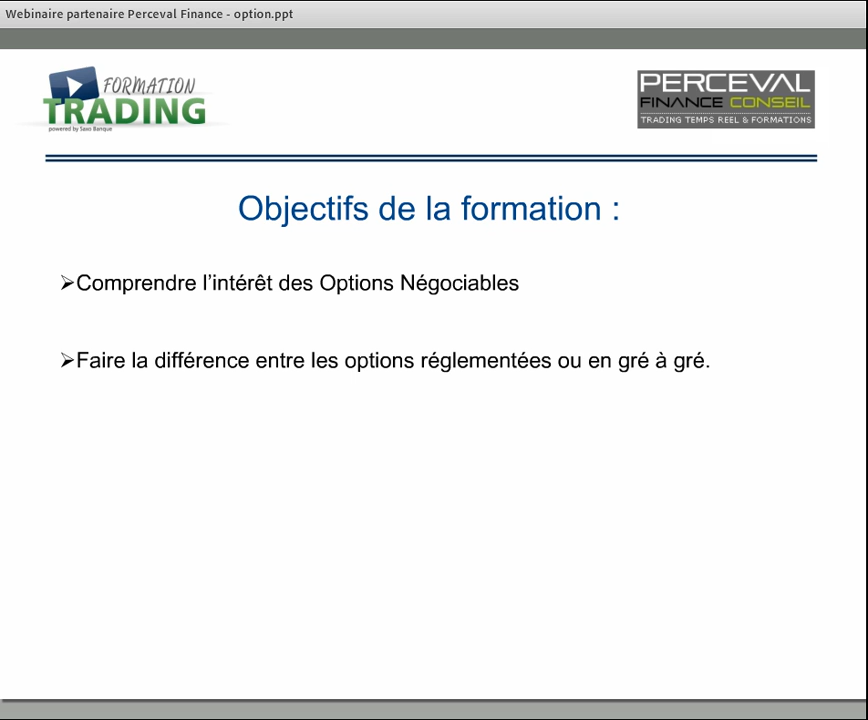 Webinaire partenaire Perceval Finance - option.ppt
FORMATION
TRADING
powered by Saxo Banque
PERCEVAL
FINANCE CONSEIL
TRADING TEMPS REEL & FORMATIONS
Objectifs de la formation :
➢Comprendre l’intérêt des Options Négociables
➢Faire la différence entre les options réglementées ou en gré à gré.